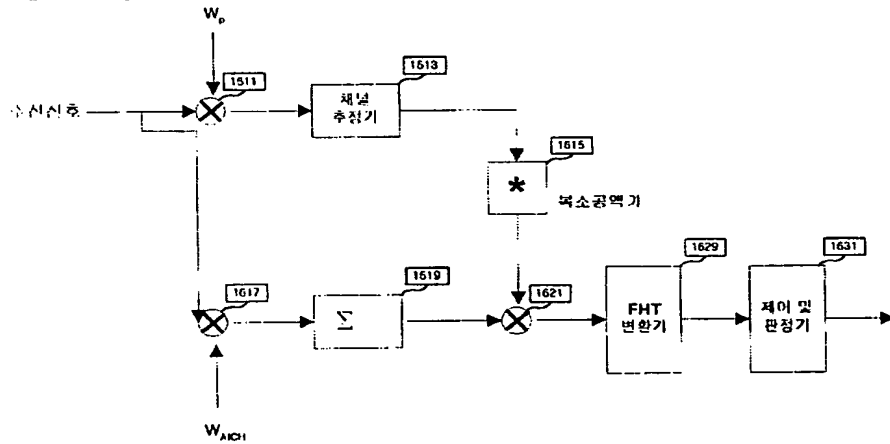 Wp
1511
1513
채널
추정기
수신신호
1615
*
복소공액기
1617
1619
Σ
1621
1629
FHT
변환기
1631
제어 및
판정기
WAICH